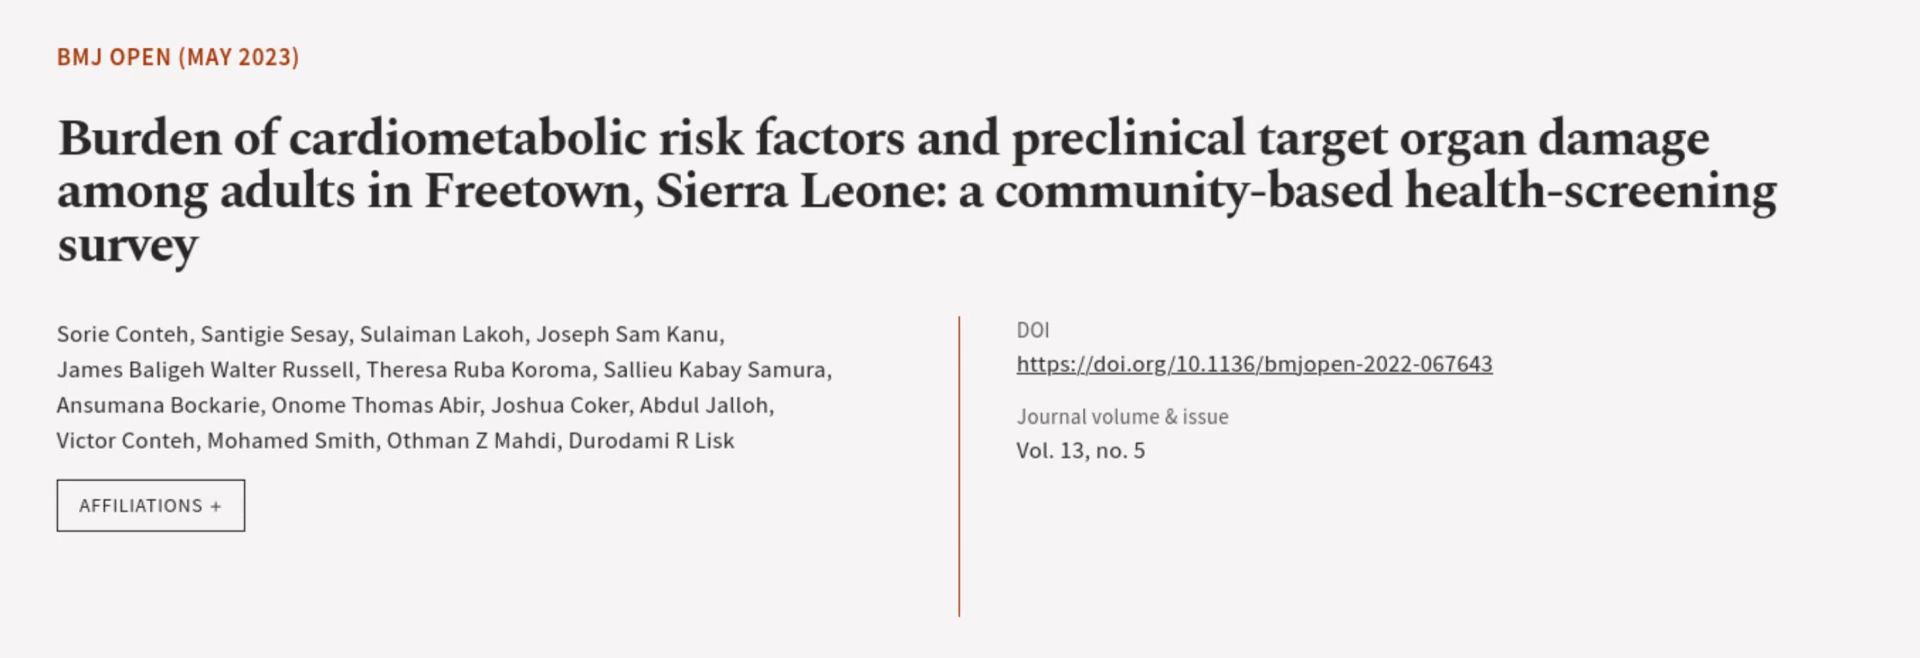 BMJ OPEN (MAY 2023)
Burden of cardiometabolic risk factors and preclinical target organ damage
among adults in Freetown, Sierra Leone: a community-based health-screening
survey
Sorie Conteh, Santigie Sesay, Sulaiman Lakoh, Joseph Sam Kanu,
James Baligeh Walter Russell, Theresa Ruba Koroma, Sallieu Kabay Samura,
Ansumana Bockarie, Onome Thomas Abir, Joshua Coker, Abdul Jalloh,
Victor Conteh, Mohamed Smith, Othman Z Mahdi, Durodami R Lisk
AFFILIATIONS +
DOI
https://doi.org/10.1136/bmjopen-2022-067643
Journal volume & issue
Vol. 13, no. 5